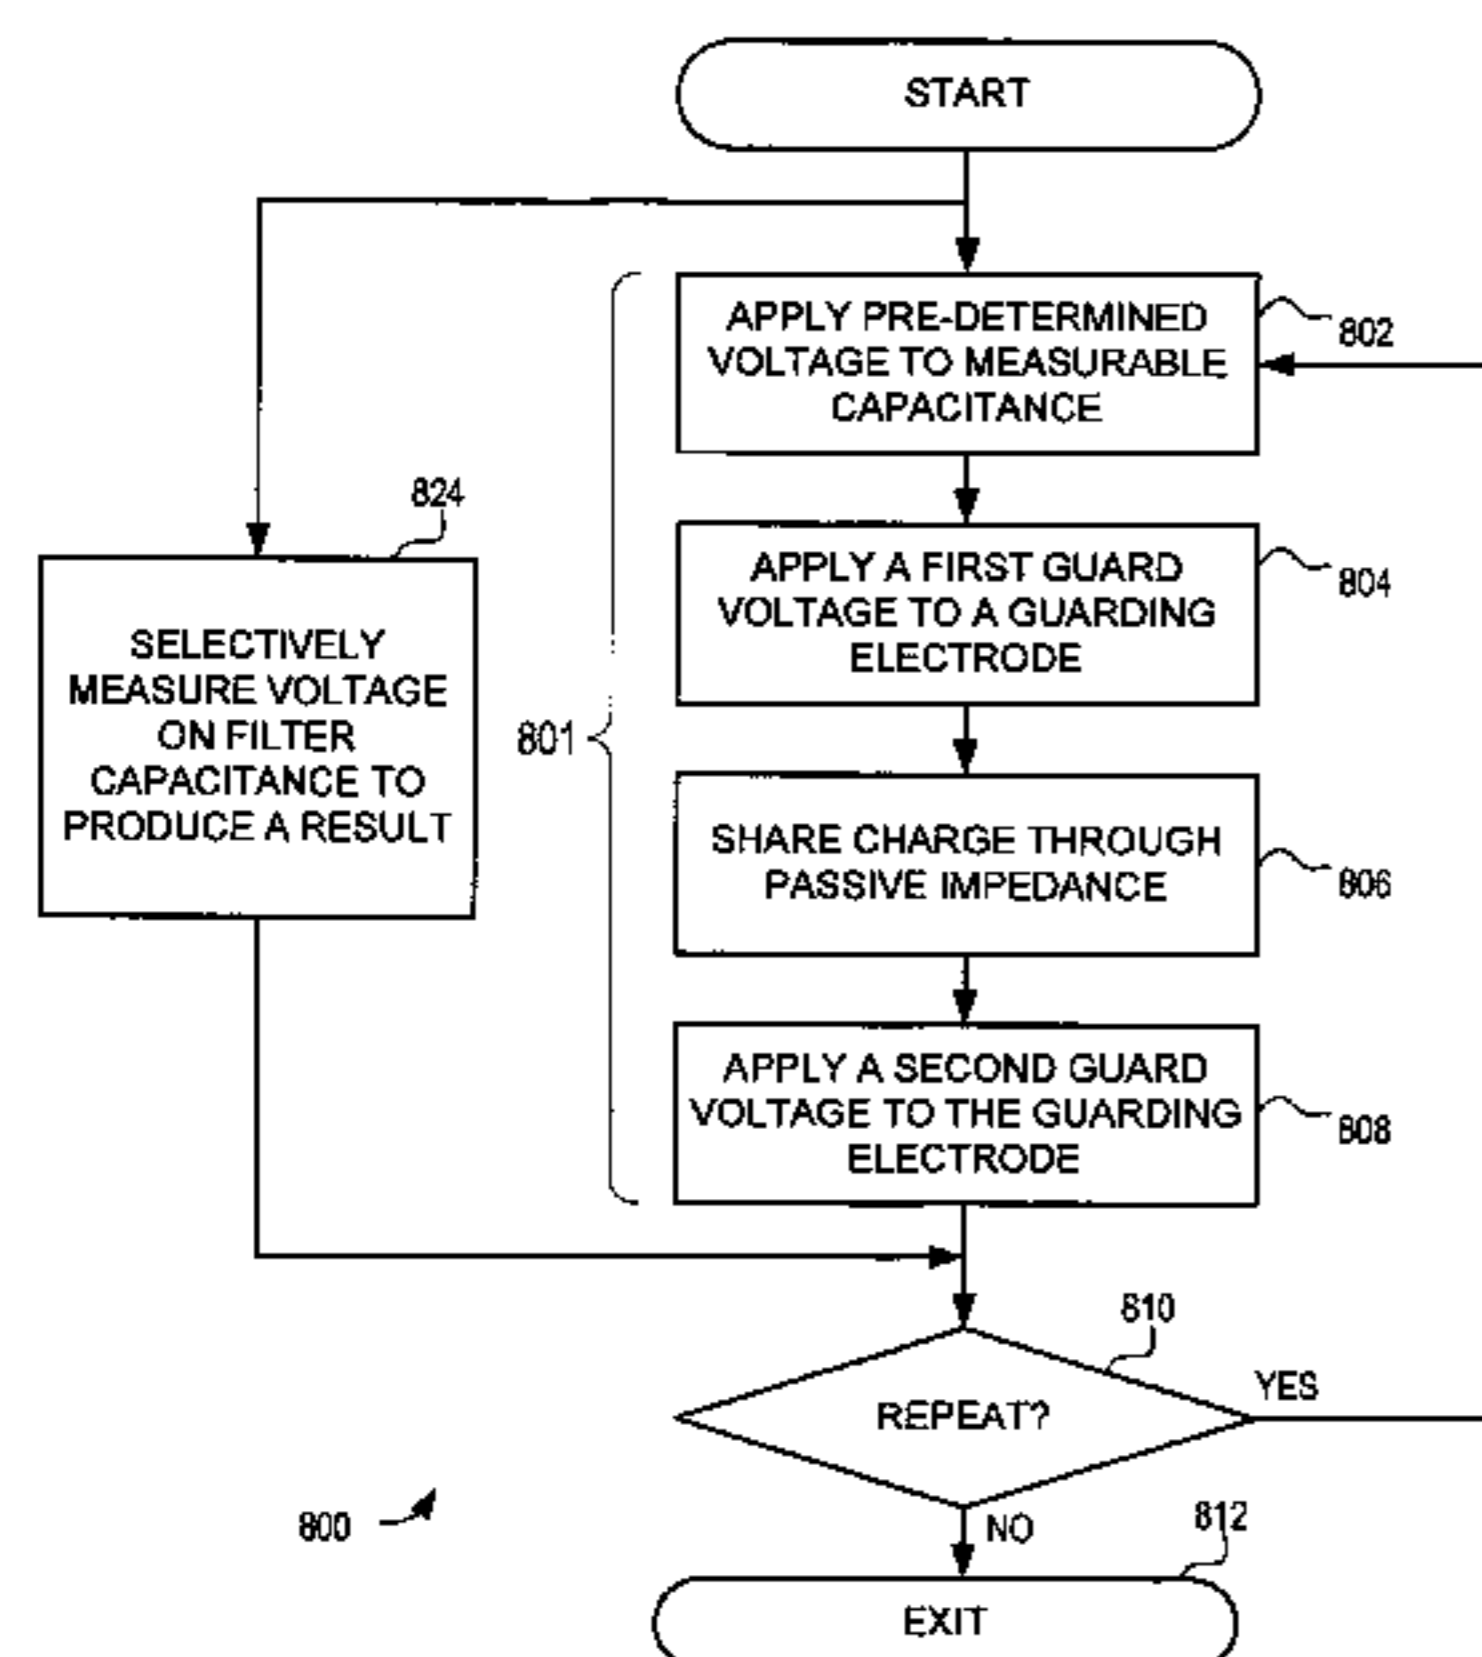 START
APPLY PRE-DETERMINED
VOLTAGE TO MEASURABLE
CAPACITANCE
802
824
SELECTIVELY
MEASURE VOLTAGE
ON FILTER
CAPACITANCE TO
PRODUCE A RESULT
801
APPLY A FIRST GUARD
VOLTAGE TO A GUARDING
ELECTRODE
804
SHARE CHARGE THROUGH
PASSIVE IMPEDANCE
806
APPLY A SECOND GUARD
VOLTAGE TO THE GUARDING
ELECTRODE
808
810
REPEAT?
YES
NO
800
812
EXIT